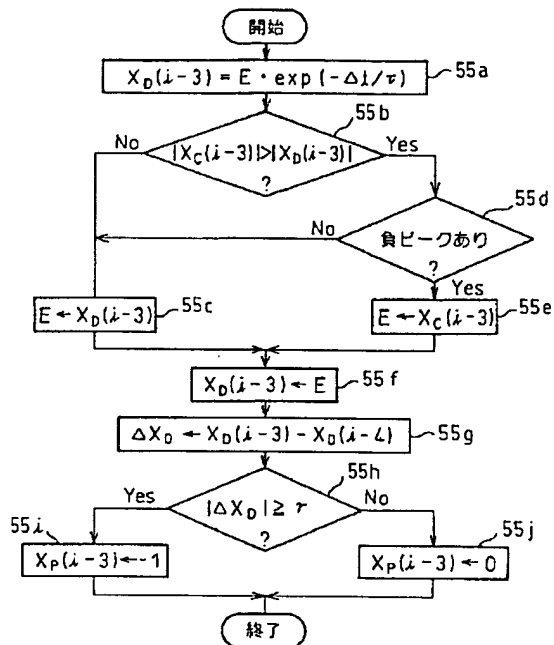 開始
X_D(i-3) = E・exp(-Δt/τ)
55a
55b
|X_C(i-3)|>|X_D(i-3)|
?
No
Yes
55d
負ピークあり
?
No
Yes
E←X_D(i-3)
55c
E←X_C(i-3)
55e
X_D(i-3)←E
55f
ΔX_D←X_D(i-3)-X_D(i-4)
55g
55h
|ΔX_D|≥r
?
Yes
No
55i
X_P(i-3)←-1
55j
X_P(i-3)←0
終了